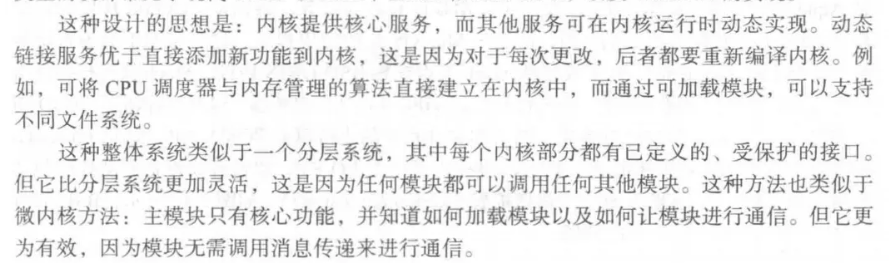 这种设计的思想是：内核提供核心服务，而其他服务可在内核运行时动态实现。动态
链接服务优于直接添加新功能到内核，这是因为对于每次更改，后者都要重新编译内核。例
如，可将 CPU 调度器与内存管理的算法直接建立在内核中，而通过可加载模块，可以支持
不同文件系统。
这种整体系统类似于一个分层系统，其中每个内核部分都有已定义的、受保护的接口。
但它比分层系统更加灵活，这是因为任何模块都可以调用任何其他模块。这种方法也类似于
微内核方法：主模块只有核心功能，并知道如何加载模块以及如何让模块进行通信。但它更
为有效，因为模块无需调用消息传递来进行通信。